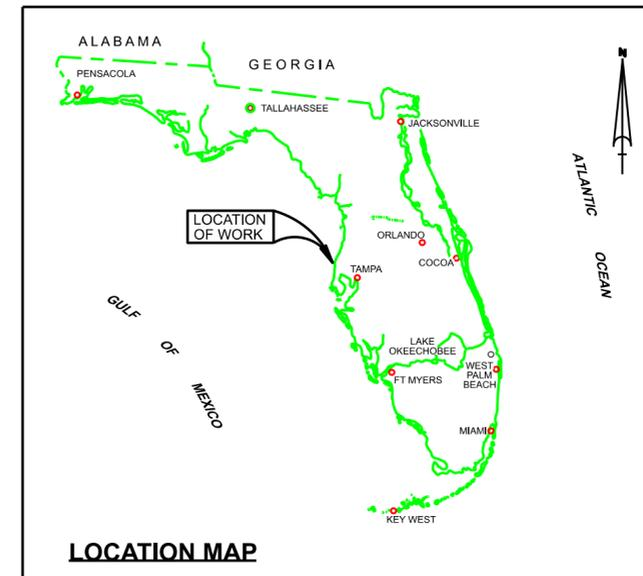 ALABAMA
GEORGIA
N
PENSACOLA
TALLAHASSEE
JACKSONVILLE
ATLANTIC
OCEAN
LOCATION
OF WORK
ORLANDO
COCOA
TAMPA
GULF
OF
MEXICO
LAKE
OKEECHOBEE
WEST
PALM
BEACH
FT MYERS
MIAMI
KEY WEST
LOCATION MAP